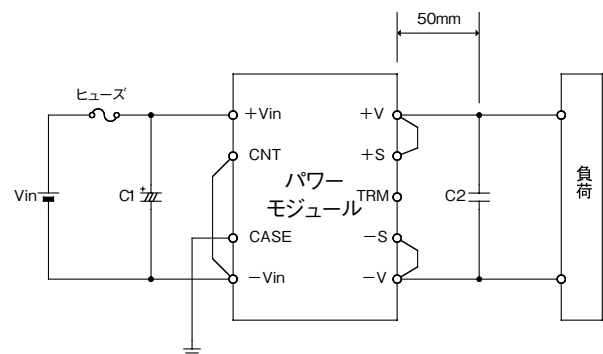 50mm
ヒューズ
+Vin
+V
CNT
+S
Vin
C1
+
パワー
モジュール
TRM
C2
負荷
CASE
−S
−Vin
−V